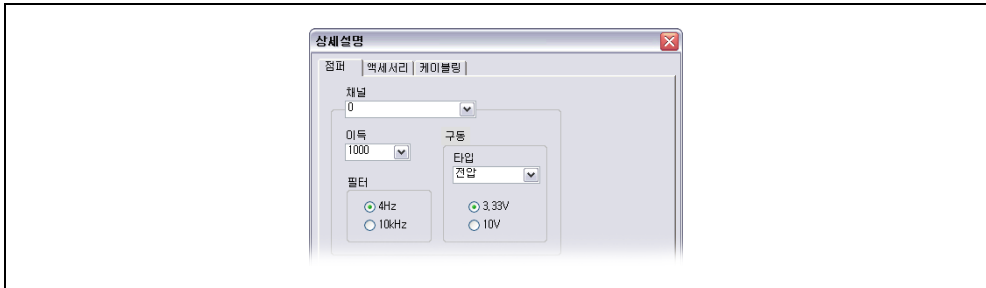 상세설명
점퍼 액세서리 케이블링
채널
0
이득
1000
구동
타입
전압
필터
4Hz
10kHz
3,33V
10V